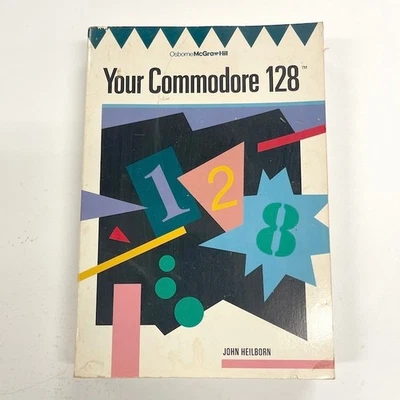 Osborne McGraw-Hill
Your Commodore 128™
1
2
8
JOHN HEILBORN